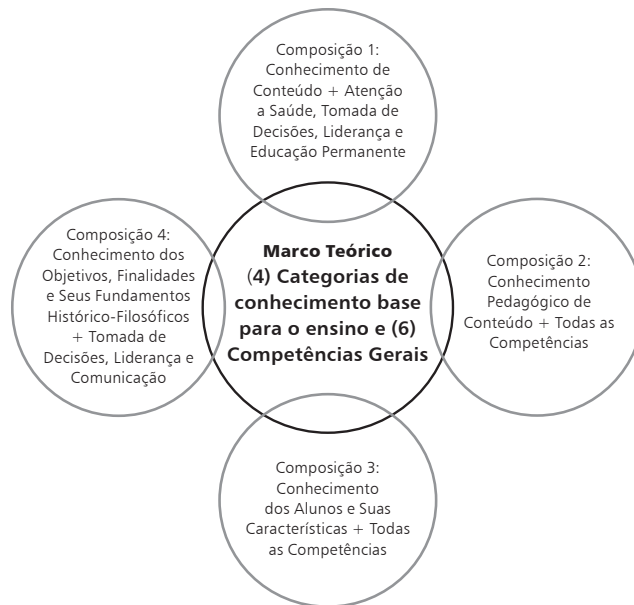 Composição 1:
Conhecimento de
Conteúdo + Atenção
a Saúde, Tomada de
Decisões, Liderança e
Educação Permanente
Marco Teórico
(4) Categorias de
conhecimento base
para o ensino e (6)
Competências Gerais
Composição 2:
Conhecimento
Pedagógico de
Conteúdo + Todas as
Competências
Composição 3:
Conhecimento
dos Alunos e Suas
Características + Todas
as Competências
Composição 4:
Conhecimento dos
Objetivos, Finalidades
e Seus Fundamentos
Histórico-Filosóficos
+ Tomada de
Decisões, Liderança e
Comunicação